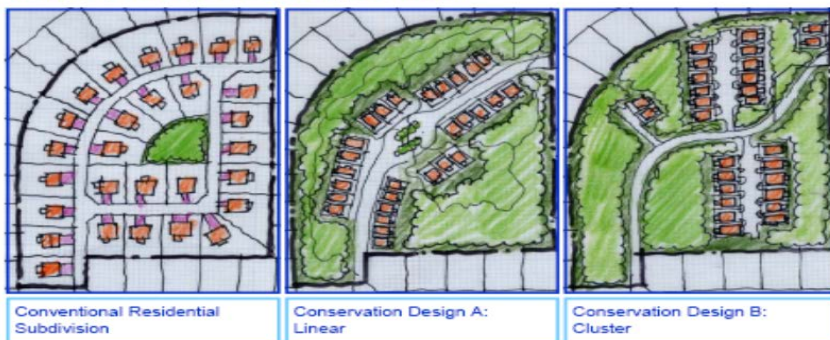 Conventional Residential
Subdivision
Conservation Design A:
Linear
Conservation Design B:
Cluster